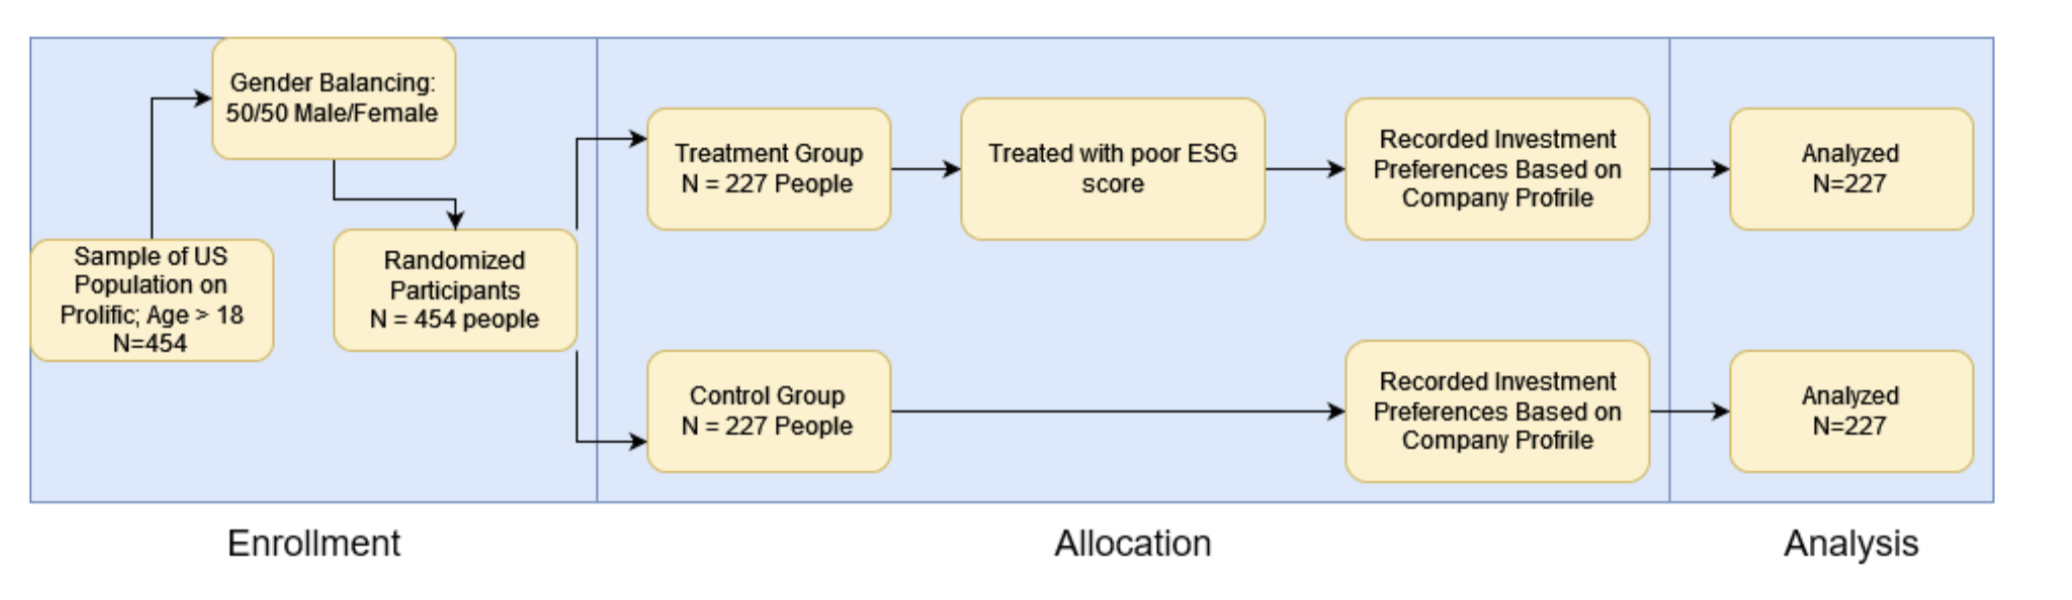 Gender Balancing:
50/50 Male/Female
Sample of US
Population on
Prolific; Age > 18
N=454
Randomized
Participants
N = 454 people
Treatment Group
N = 227 People
Treated with poor ESG
score
Recorded Investment
Preferences Based on
Company Profrile
Analyzed
N=227
Control Group
N = 227 People
Recorded Investment
Preferences Based on
Company Profrile
Analyzed
N=227
Enrollment
Allocation
Analysis